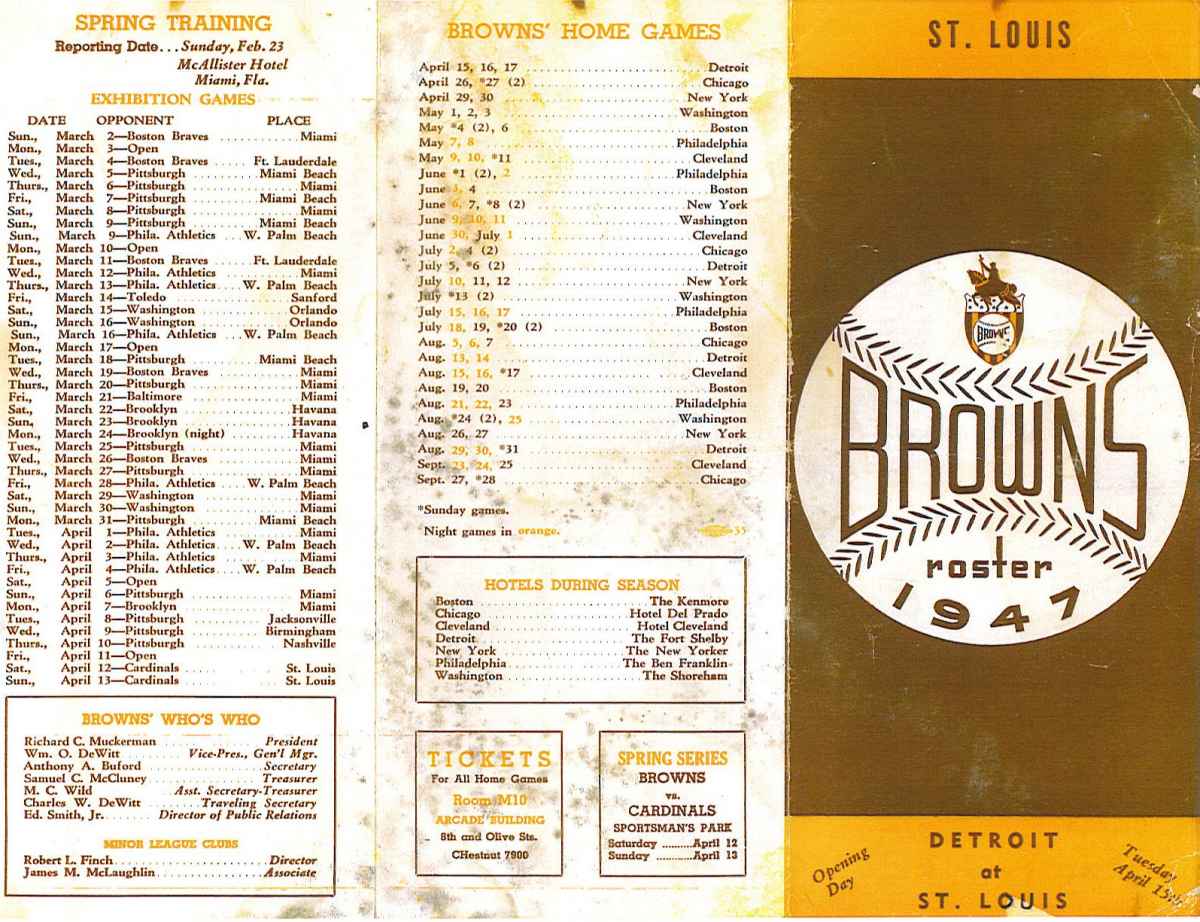 SPRING TRAINING
Reporting Date... Sunday, Feb. 23
McAllister Hotel
Miami, Fla.
EXHIBITION GAMES
DATE OPPONENT PLACE
Sun., March 2—Boston Braves ........ Miami
Mon., March 3—Open
Tues., March 4—Boston Braves ..... Ft. Lauderdale
Wed., March 5—Pittsburgh ........ Miami Beach
Thurs., March 6—Pittsburgh ........ Miami
Fri., March 7—Pittsburgh ........ Miami Beach
Sat., March 8—Pittsburgh ........ Miami
Sun., March 9—Pittsburgh ........ Miami Beach
Sun., March 9—Phila. Athletics ... W. Palm Beach
Mon., March 10—Open
Tues., March 11—Boston Braves ..... Ft. Lauderdale
Wed., March 12—Phila. Athletics ........ Miami
Thurs., March 13—Phila. Athletics ... W. Palm Beach
Fri., March 14—Toledo ........ Sanford
Sat., March 15—Washington ........ Orlando
Sun., March 16—Washington ........ Orlando
Sun., March 16—Phila. Athletics ... W. Palm Beach
Mon., March 17—Open
Tues., March 18—Pittsburgh ........ Miami Beach
Wed., March 19—Boston Braves ........ Miami
Thurs., March 20—Pittsburgh ........ Miami
Fri., March 21—Baltimore ........ Miami
Sat., March 22—Brooklyn ........ Havana
Sun., March 23—Brooklyn ........ Havana
Mon., March 24—Brooklyn (night) ........ Havana
Tues., March 25—Pittsburgh ........ Miami
Wed., March 26—Boston Braves ........ Miami
Thurs., March 27—Pittsburgh ........ Miami
Fri., March 28—Phila. Athletics ... W. Palm Beach
Sat., March 29—Washington ........ Miami
Sun., March 30—Washington ........ Miami
Mon., March 31—Pittsburgh ........ Miami Beach
Tues., April 1—Phila. Athletics ........ Miami
Wed., April 2—Phila. Athletics ... W. Palm Beach
Thurs., April 3—Phila. Athletics ........ Miami
Fri., April 4—Phila. Athletics ... W. Palm Beach
Sat., April 5—Open
Sun., April 6—Pittsburgh ........ Miami
Mon., April 7—Brooklyn ........ Miami
Tues., April 8—Pittsburgh ........ Jacksonville
Wed., April 9—Pittsburgh ........ Birmingham
Thurs., April 10—Pittsburgh ........ Nashville
Fri., April 11—Open
Sat., April 12—Cardinals ........ St. Louis
Sun., April 13—Cardinals ........ St. Louis
BROWNS' WHO'S WHO
Richard C. Muckerman ........ President
Wm. O. DeWitt ........ Vice-Pres., Gen'l Mgr.
Anthony A. Buford ........ Secretary
Samuel C. McCluney ........ Treasurer
M. C. Wild ........ Asst. Secretary-Treasurer
Charles W. DeWitt ........ Traveling Secretary
Ed. Smith, Jr. ........ Director of Public Relations
MINOR LEAGUE CLUBS
Robert L. Finch ........ Director
James M. McLaughlin ........ Associate
BROWNS' HOME GAMES
April 15, 16, 17 ........ Detroit
April 26, *27 (2) ........ Chicago
April 29, 30 ........ New York
May 1, 2, 3 ........ Washington
May *4 (2), 6 ........ Boston
May 7, 8 ........ Philadelphia
May 9, 10, *11 ........ Cleveland
June *1 (2), 2 ........ Philadelphia
June 3, 4 ........ Boston
June 6, 7, *8 (2) ........ New York
June 9, 10, 11 ........ Washington
June 30, July 1 ........ Cleveland
July 2, 4 (2) ........ Chicago
July 5, *6 (2) ........ Detroit
July 10, 11, 12 ........ New York
July *13 (2) ........ Washington
July 15, 16, 17 ........ Philadelphia
July 18, 19, *20 (2) ........ Boston
Aug. 5, 6, 7 ........ Chicago
Aug. 13, 14 ........ Detroit
Aug. 15, 16, *17 ........ Cleveland
Aug. 19, 20 ........ Boston
Aug. 21, 22, 23 ........ Philadelphia
Aug. *24 (2), 25 ........ Washington
Aug. 26, 27 ........ New York
Aug. 29, 30, *31 ........ Detroit
Sept. 23, 24, 25 ........ Cleveland
Sept. 27, *28 ........ Chicago
*Sunday games.
Night games in orange.
35
HOTELS DURING SEASON
Boston ........ The Kenmore
Chicago ........ Hotel Del Prado
Cleveland ........ Hotel Cleveland
Detroit ........ The Fort Shelby
New York ........ The New Yorker
Philadelphia ........ The Ben Franklin
Washington ........ The Shoreham
TICKETS
For All Home Games
Room M10
ARCADE BUILDING
8th and Olive Sts.
CHestnut 7900
SPRING SERIES
BROWNS
vs.
CARDINALS
SPORTSMAN'S PARK
Saturday ........ April 12
Sunday ........ April 13
ST. LOUIS
BROWNS
BROWNS
roster
1947
Opening
Day
DETROIT
at
ST. LOUIS
Tuesday
April 15th